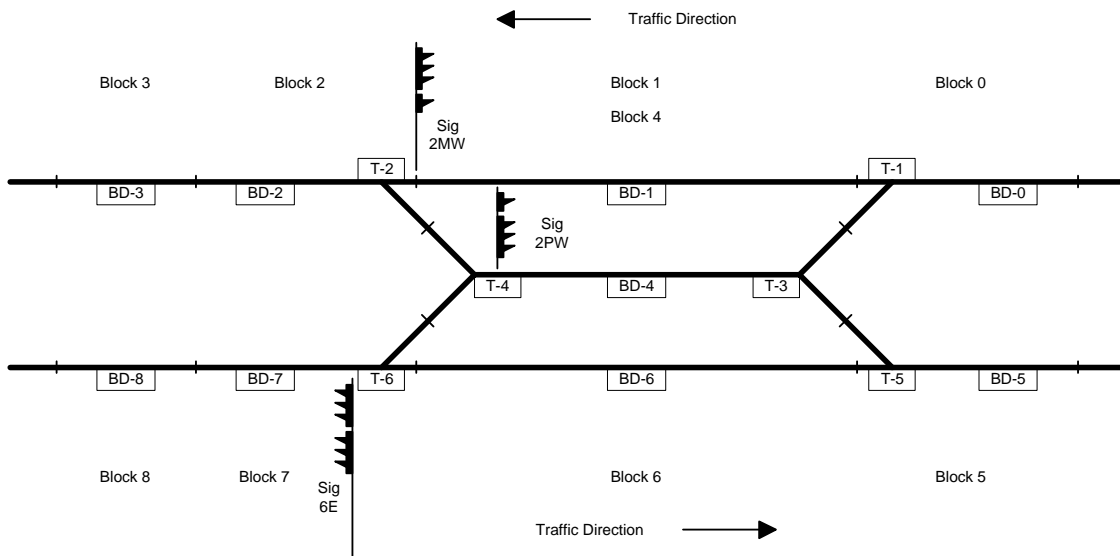 Traffic Direction
Block 3
Block 2
Block 1
Block 0
Block 4
Sig
2MW
T-2
T-1
BD-3
BD-2
BD-1
BD-0
Sig
2PW
T-4
BD-4
T-3
BD-8
BD-7
T-6
BD-6
T-5
BD-5
Block 8
Block 7
Sig
6E
Block 6
Block 5
Traffic Direction